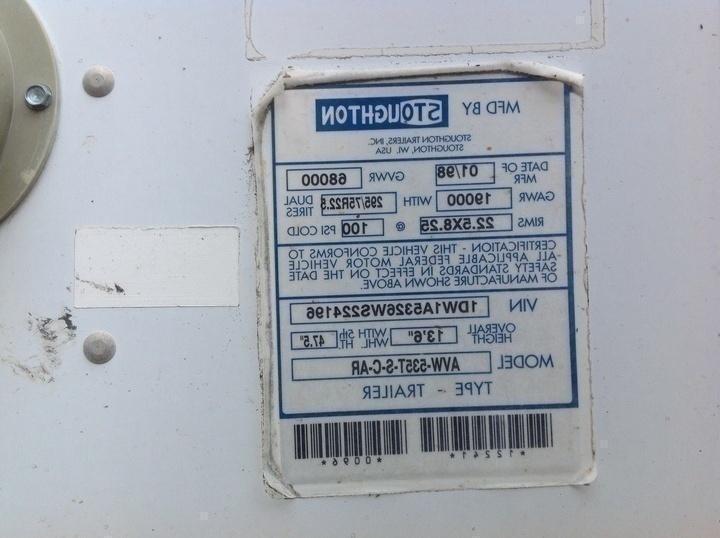 MFD BY STOUGHTON
STOUGHTON TRAILERS, INC.
STOUGHTON, WI. USA
DATE OF MFR 01/98 GVWR 68000
GAWR 19000 WITH 295/75R22.5 DUAL TIRES
RIMS 22.5X8.25 @ 100 PSI COLD
CERTIFICATION - THIS VEHICLE CONFORMS TO
-ALL APPLICABLE FEDERAL MOTOR VEHICLE
SAFETY STANDARDS IN EFFECT ON THE DATE
OF MANUFACTURE SHOWN ABOVE.
VIN 1DW1A5326WS224196
OVERALL HEIGHT 13'6" WITH 5th WHL. HT. 47.5"
MODEL AVW-535T-S-C-AR
TYPE - TRAILER
*12241* *9600*